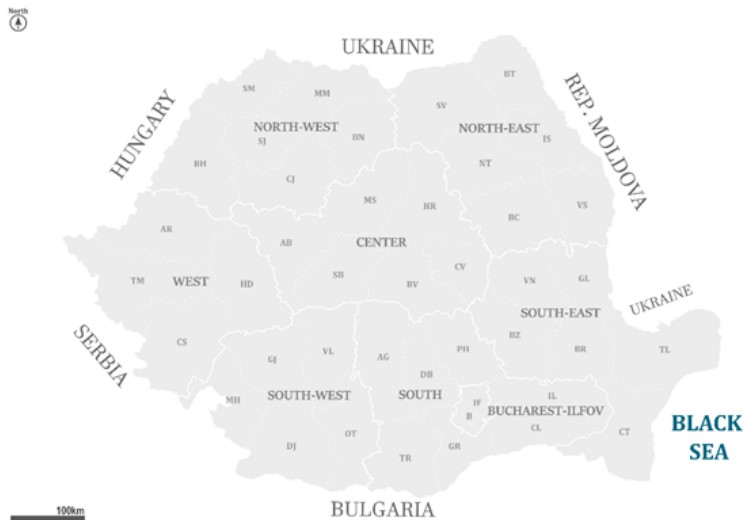 North
UKRAINE
HUNGARY
REP. MOLDOVA
SM
MM
BT
SV
NORTH-WEST
NORTH-EAST
SJ
BN
IS
BH
CJ
NT
MS
HR
BC
VS
AR
AB
CENTER
SB
CV
BV
TM
WEST
HD
VN
GL
UKRAINE
SOUTH-EAST
SERBIA
CS
BZ
BR
TL
GJ
VL
AG
PH
DB
MH
SOUTH-WEST
SOUTH
IF
B
IL
BUCHAREST-ILFOV
CL
CT
DJ
OT
TR
GR
BLACK
SEA
BULGARIA
100km